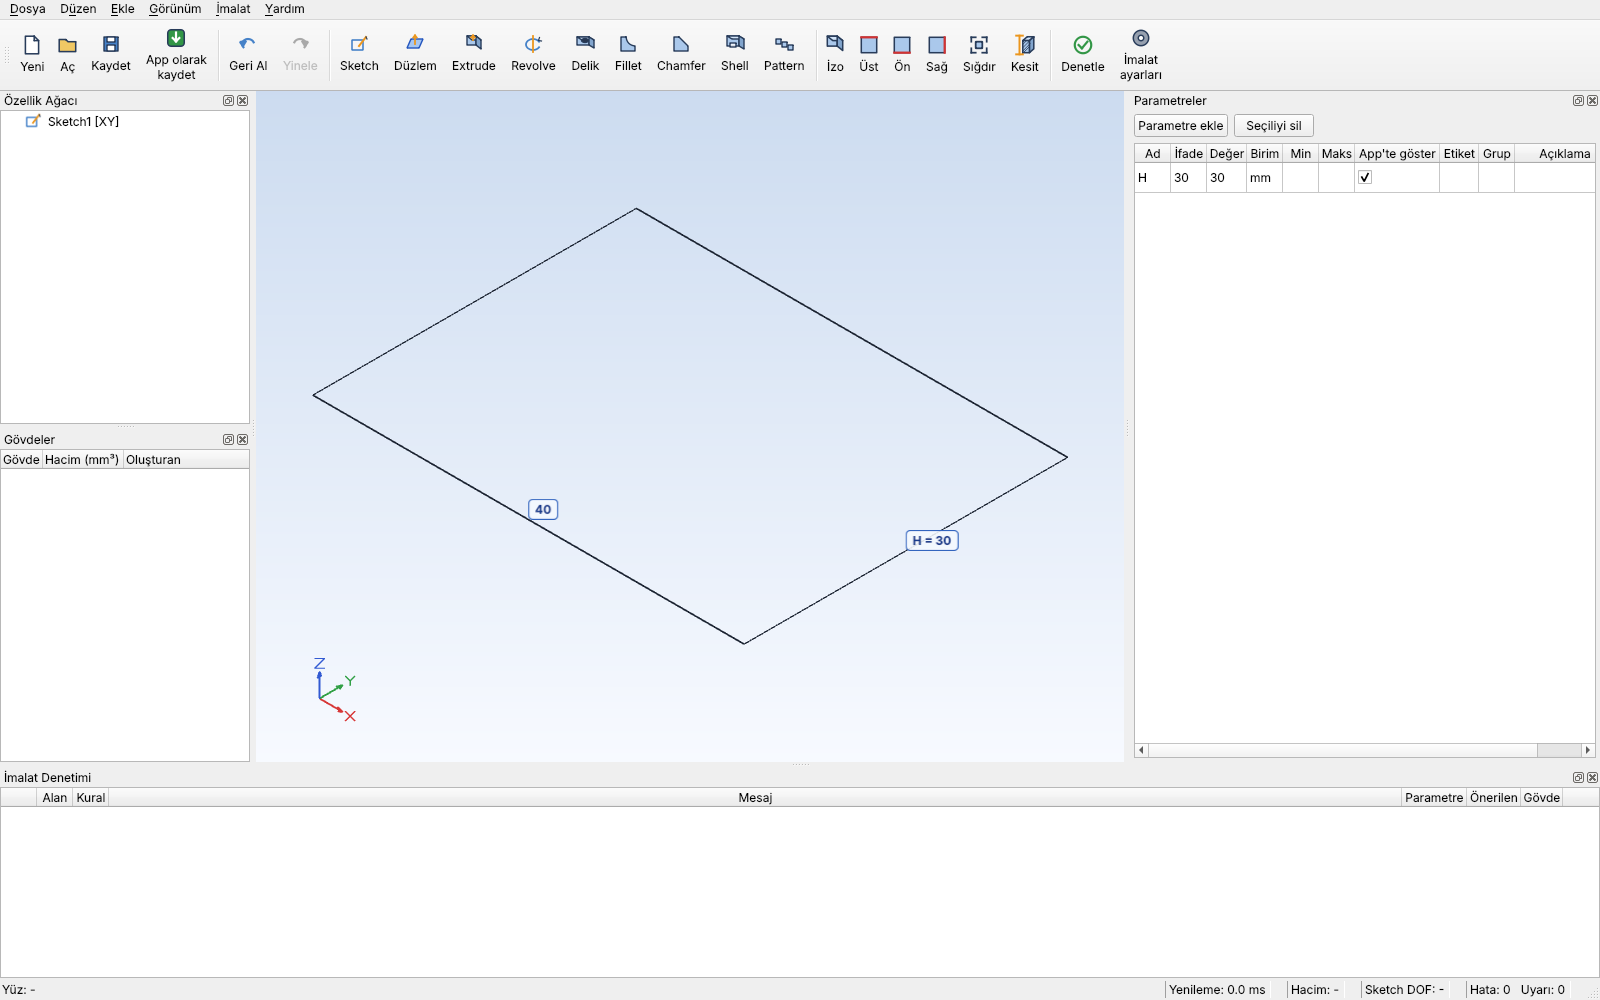 Dosya Düzen Ekle Görünüm İmalat Yardım
Yeni Aç Kaydet App olarak kaydet Geri Al Yinele Sketch Düzlem Extrude Revolve Delik Fillet Chamfer Shell Pattern İzo Üst Ön Sağ Sığdır Kesit Denetle İmalat ayarları
Özellik Ağacı
Sketch1 [XY]
Gövdeler
Gövde Hacim (mm³) Oluşturan
40
H = 30
Z
Y
X
Parametreler
Parametre ekle Seçiliyi sil
Ad İfade Değer Birim Min Maks App'te göster Etiket Grup Açıklama
H 30 30 mm
İmalat Denetimi
Alan Kural Mesaj Parametre Önerilen Gövde
Yüz: - Yenileme: 0.0 ms Hacim: - Sketch DOF: - Hata: 0 Uyarı: 0